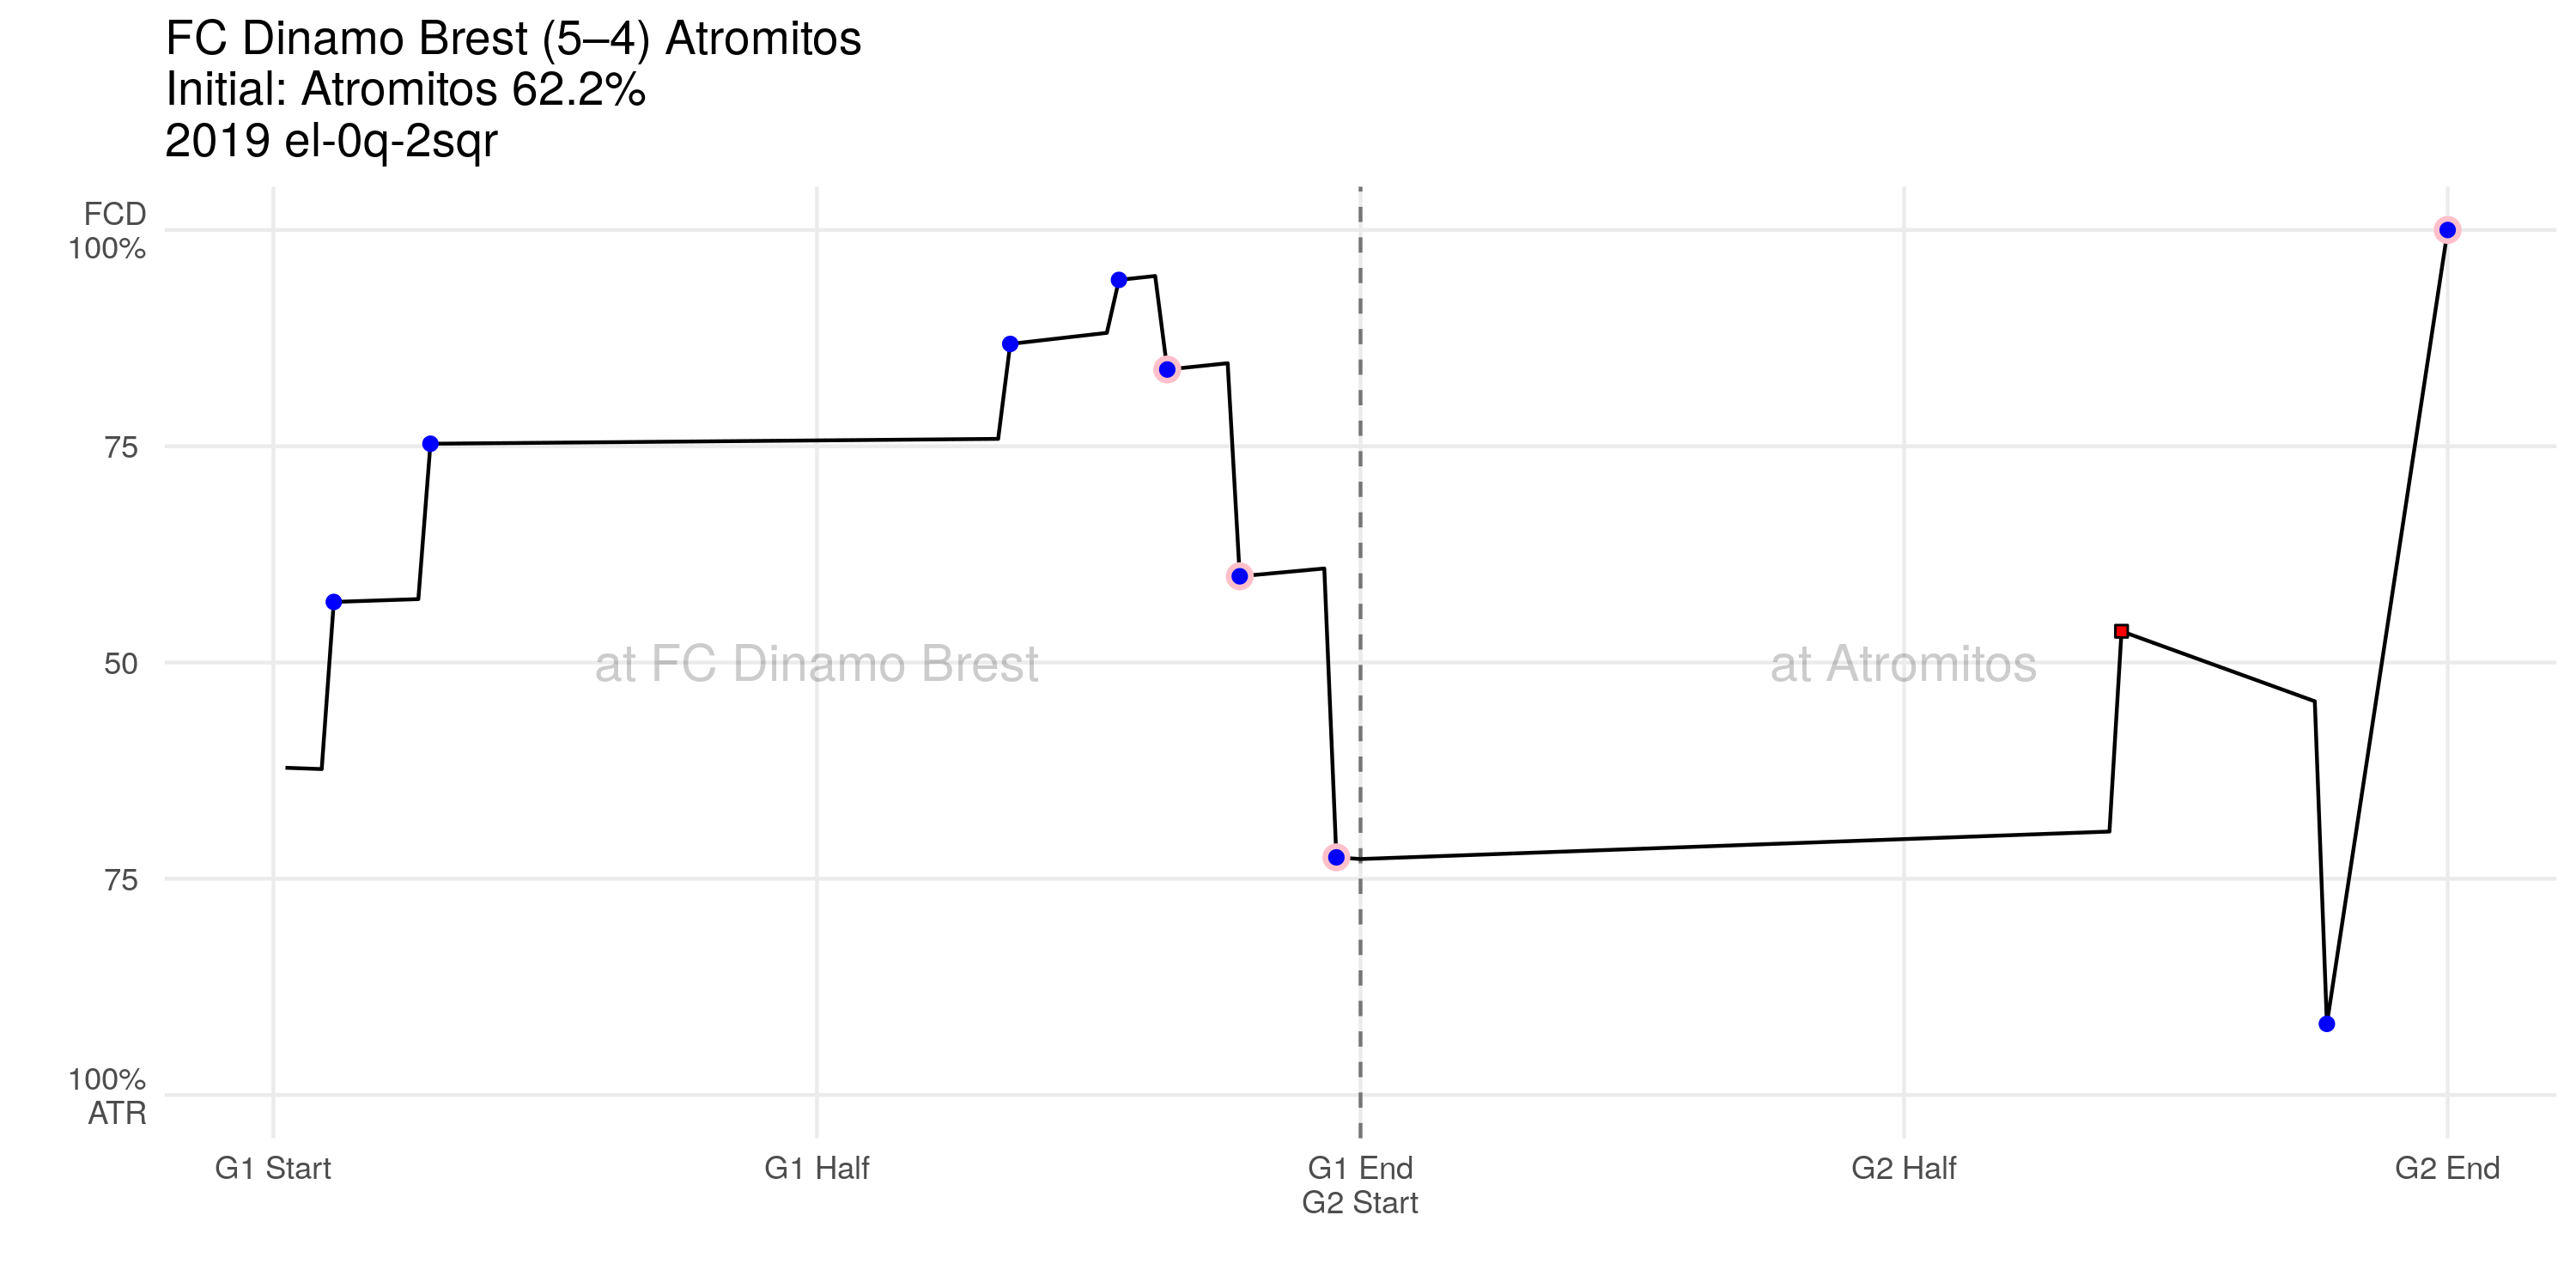 FC Dinamo Brest (5–4) Atromitos
Initial: Atromitos 62.2%
2019 el-0q-2sqr
FCD
100%
75
50
75
100%
ATR
at FC Dinamo Brest
at Atromitos
G1 Start
G1 Half
G1 End
G2 Start
G2 Half
G2 End